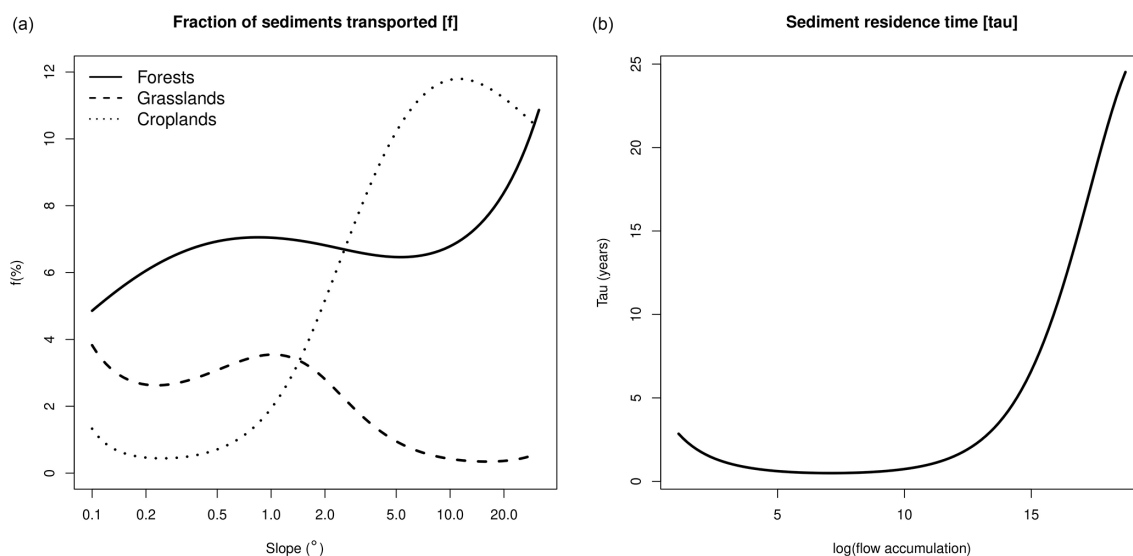 (a)
Fraction of sediments transported [f]
Forests
Grasslands
Croplands
f(%)
12
10
8
6
4
2
0
0.1 0.2 0.5 1.0 2.0 5.0 10.0 20.0
Slope (°)
(b)
Sediment residence time [tau]
Tau (years)
25
20
15
10
5
0
5 10 15
log(flow accumulation)